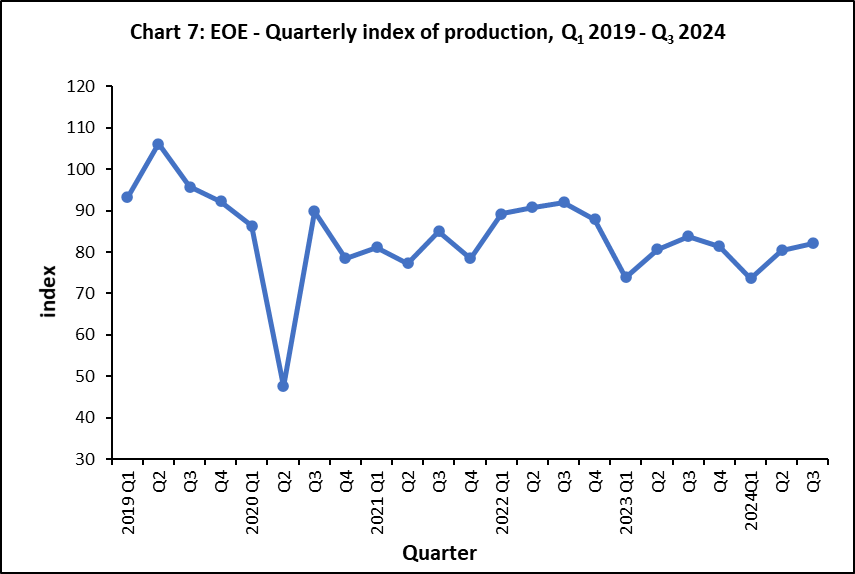 Chart 7: EOE - Quarterly index of production, Q1 2019 - Q3 2024
120
110
100
90
80
70
60
50
40
30
index
2019 Q1
Q2
Q3
Q4
2020 Q1
Q2
Q3
Q4
2021 Q1
Q2
Q3
Q4
2022 Q1
Q2
Q3
Q4
2023 Q1
Q2
Q3
Q4
2024Q1
Q2
Q3
Quarter